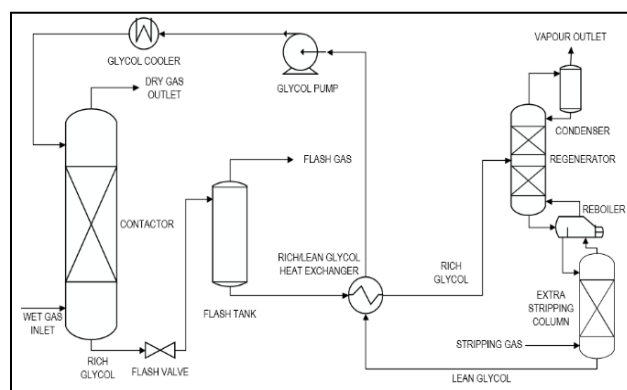 VAPOUR OUTLET
GLYCOL COOLER
GLYCOL PUMP
DRY GAS
OUTLET
CONDENSER
FLASH GAS
REGENERATOR
CONTACTOR
REBOILER
RICH/LEAN GLYCOL
HEAT EXCHANGER
RICH
GLYCOL
WET GAS
INLET
FLASH TANK
EXTRA
STRIPPING
COLUMN
RICH
GLYCOL
FLASH VALVE
STRIPPING GAS
LEAN GLYCOL